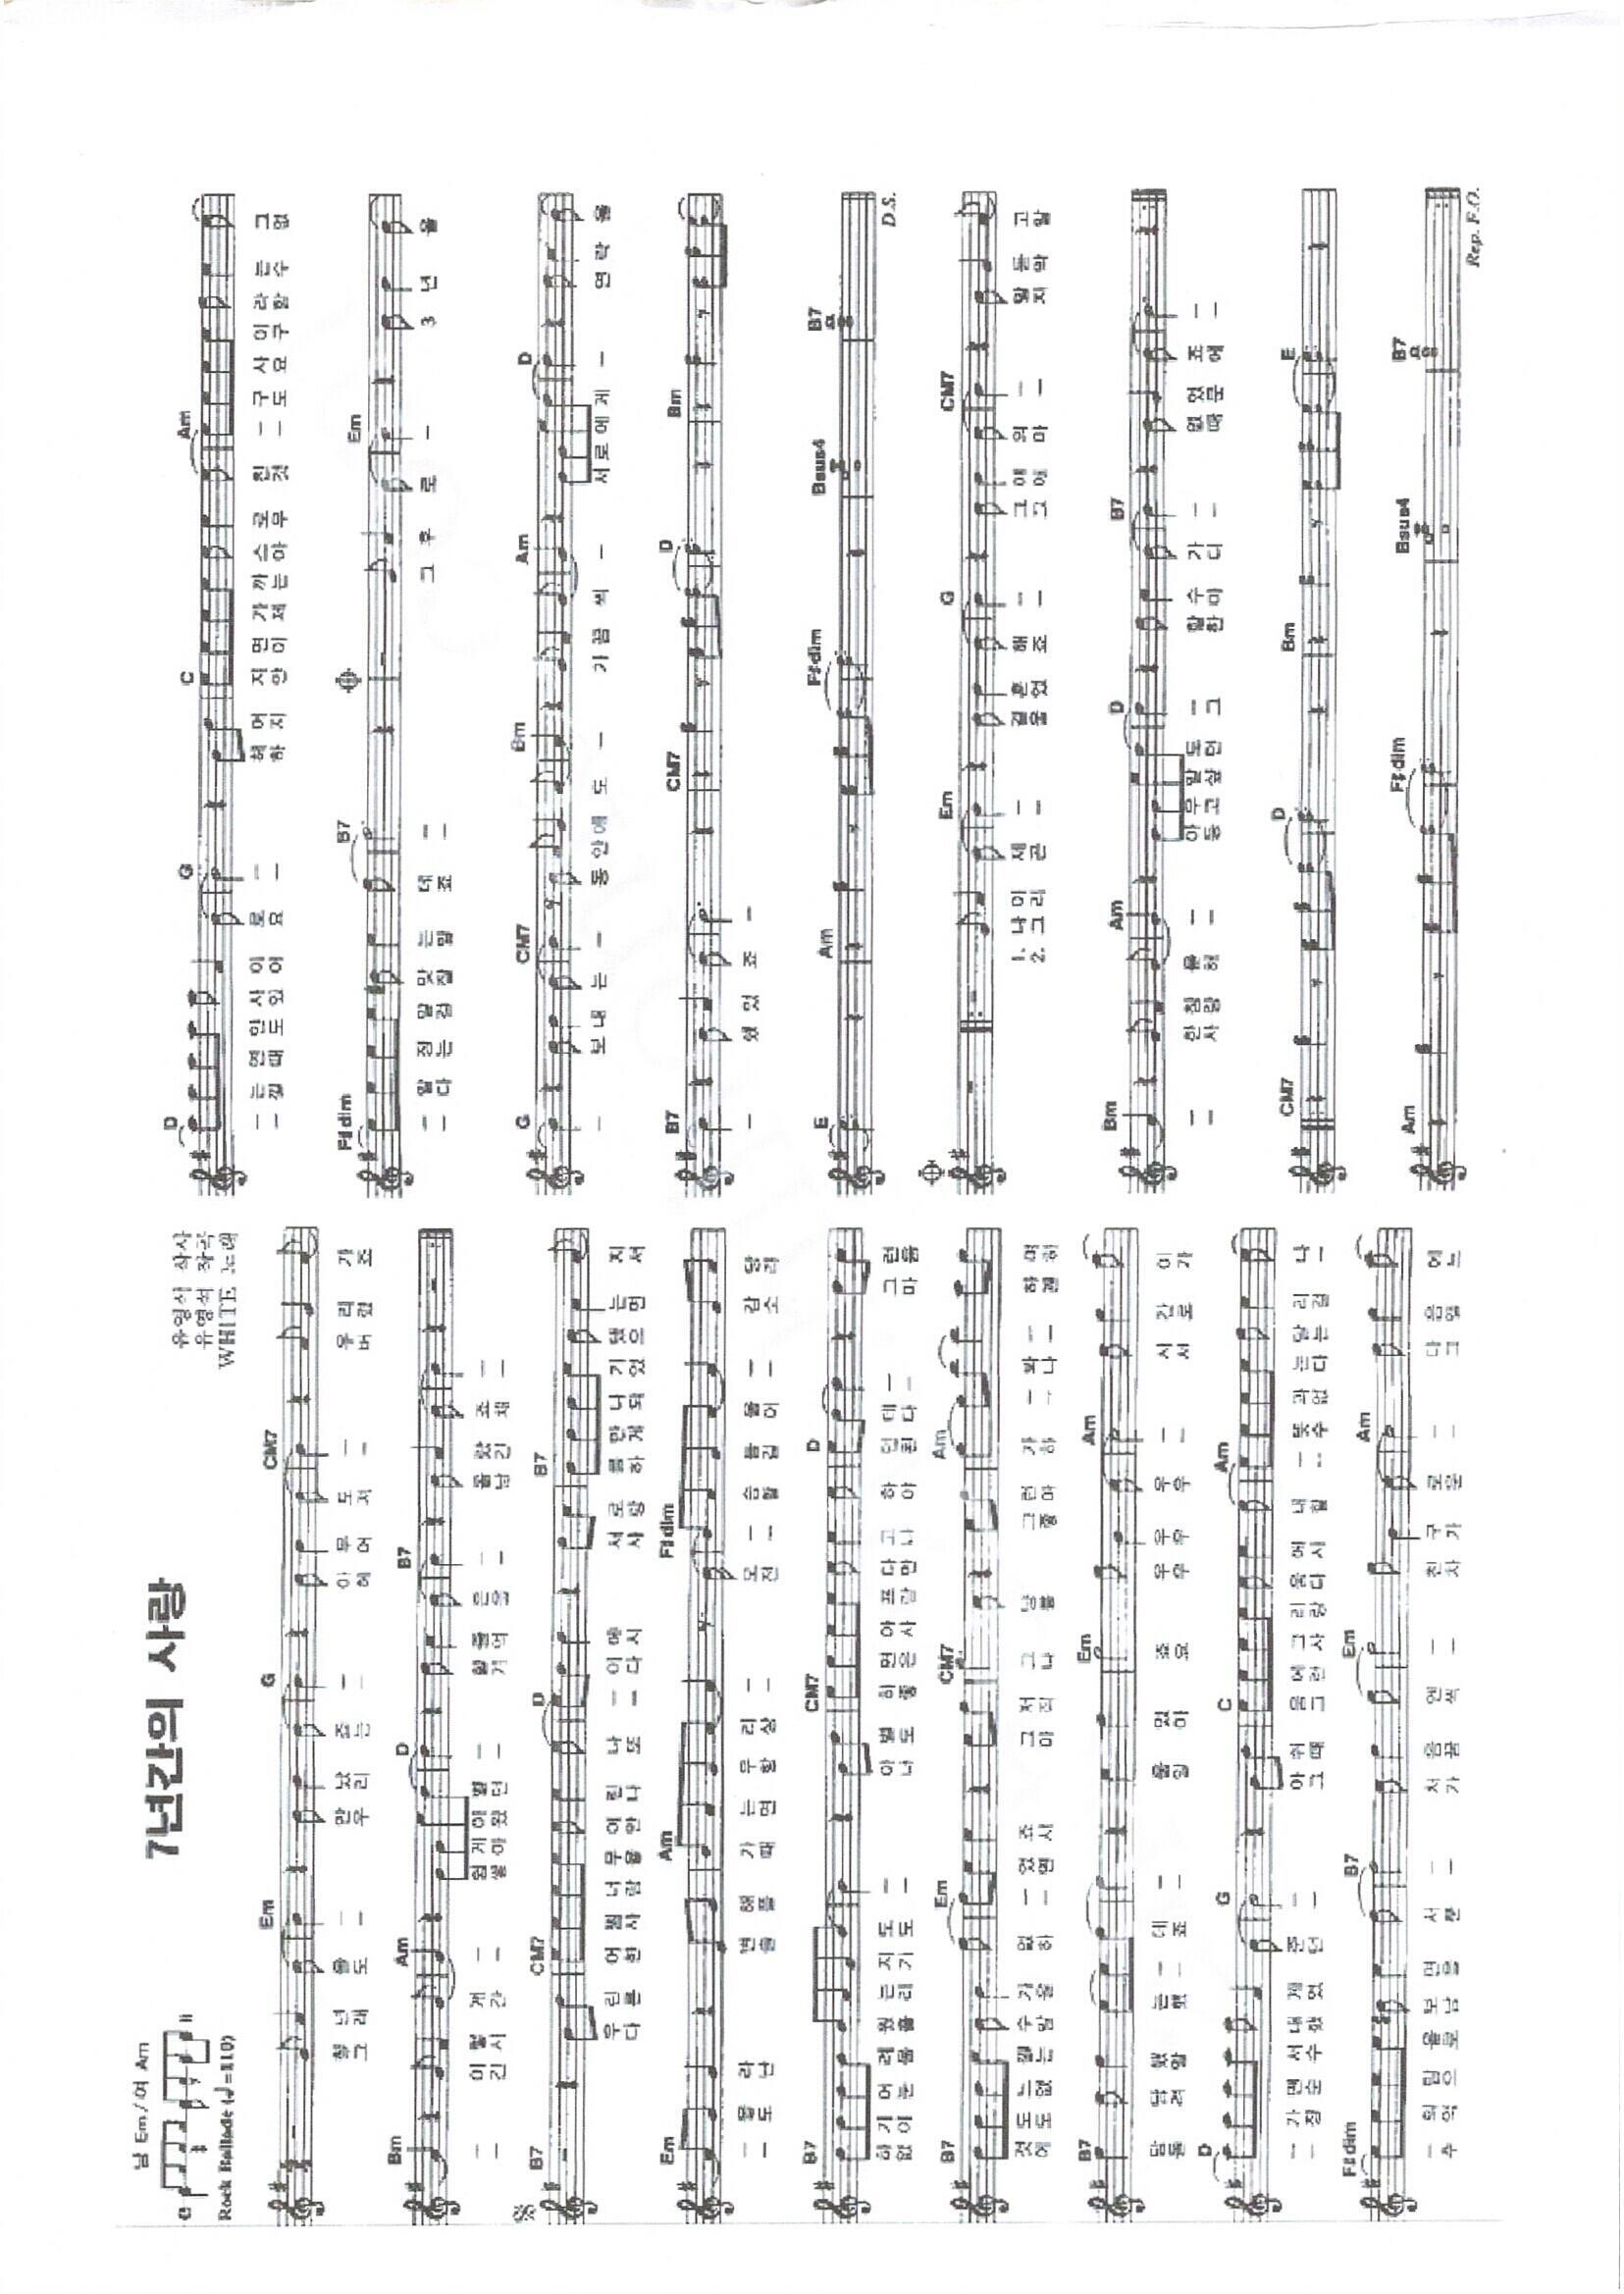 남 Em / 여 Am
7년간의 사랑
유영석 작사
유영석 작곡
WHITE 노래
Rock Ballade (♩=110)
Em G CM7
칠 년 을 － 만 났 죠 － 아 무 도 － 우 리 가
그 래 도 － 우 리 는 － 헤 어 져 － 버 렸 죠
Bm Am D B7
－ 이 렇 게 － 쉽 게 이 별 － 할 줄 은 － 몰 랐 죠 －
－ 긴 시 간 － 쌓 아 왔 던 － 기 억 을 － 남 긴 채 －
B7 CM7 D B7
우 린 어 쩜 너 무 어 린 나 － 이 에 서 로 를 만 나 기 댔 는 지
다 른 한 사 람 을 만 나 또 － 다 시 사 랑 하 게 되 었 으 면 서
Em Am F#dim
－ 몰 라 변 해 가 는 우 리 － 모 － 습 들 을 － 감 당
－ 도 난 슬 플 때 면 항 상 － 전 － 할 길 이 － 소 리
B7 CM7 D
하 기 어 려 웠 는 지 도 － 이 별 하 면 아 프 다 고 하 던 데 － 그 런
없 이 눈 물 흘 리 기 도 － 너 도 좋 은 사 람 만 나 야 된 다 － 마 음
B7 Em CM7 Am
것 도 느 낄 수 가 없 － 었 죠 그 저 그 냥 그 런 가 － 봐 － 하 며
에 도 없 는 말 을 하 － 면 서 아 직 나 를 좋 아 하 － 나 － 괜 히
B7 Em Am
담 담 했 는 － 데 － 울 었 죠 우 우 우 － 시 간 이
돌 려 말 했 － 죠 － 알 아 요 우 우 우 － 서 로 가
D G C Am
－ 가 면 서 내 게 준 － 아 쉬 움 에 그 리 움 에 내 － 뜻 과 는 달 리 나
－ 정 순 수 했 었 던 － 그 때 그 런 사 랑 다 시 할 － 수 없 다 는 걸 －
F#dim B7 Em Am
－ 의 맘 을 보 면 서 － 처 음 엔 － 친 구 로 － 다 음 에
추 억 으 로 남 을 뿐 － 가 끔 씩 － 차 가 운 － 그 앨 느
D G C Am
－ 는 연 인 사 이 로 － 헤 어 지 면 가 까 스 로 친 － 구 사 이 라 는 그
－ 낄 때 도 있 어 요 － 하 지 만 이 제 는 아 무 것 － 도 요 구 할 수 없
F#dim B7 Em
－ 말 정 말 맞 는 데 － 그 후 로 － 3 년 을
－ 다 는 걸 잘 알 죠 －
G CM7 Bm Am D
－ 보 내 는 － 동 안 에 도 － 가 끔 씩 － 서 로 에 게 － 연 락 을
B7 CM7 D Bm
－ 했 었 죠 －
E Am F#dim Bsus4 B7
D.S.
Em G CM7
1. 나 이 제 － 결 혼 해 － 그 애 의 － 말 듣 고
2. 그 리 곤 － 울 었 죠 － 그 애 마 － 지 막 말
Bm Am D B7
－ 한 참 을 － 아 무 말 도 － 할 수 가 － 없 었 죠 －
－ 사 랑 해 － 듣 고 싶 던 그 한 마 디 － 때 문 에 －
CM7 D Bm E
Am F#dim Bsus4 B7
Rep. F.O.